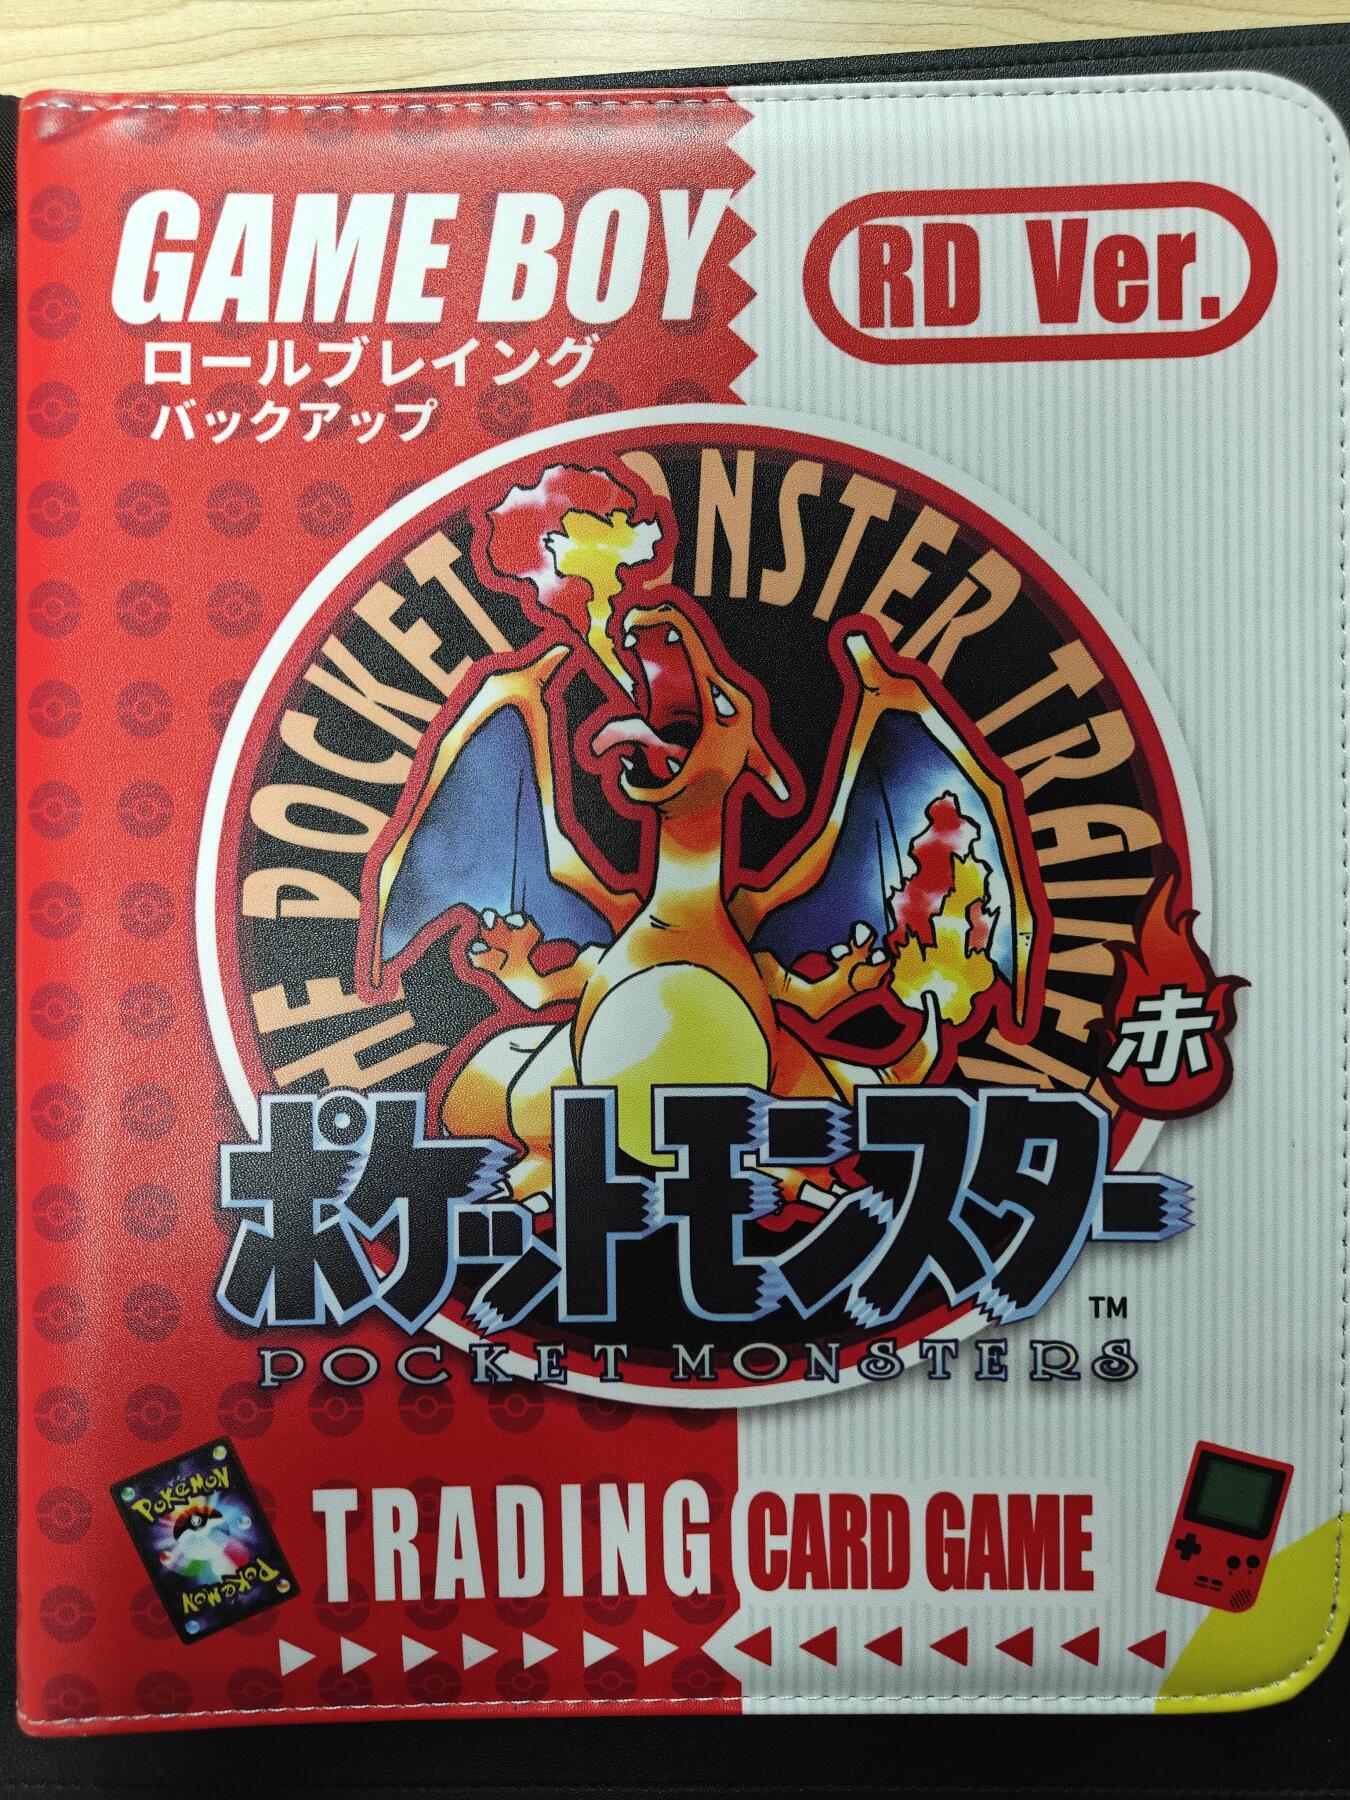 GAME BOY
RD Ver.
ロールブレイング
バックアップ
THE POCKET MONSTER TRAINER
赤
ポケットモンスター
TM
POCKET MONSTERS
Pokémon
Pokémon
TRADING CARD GAME